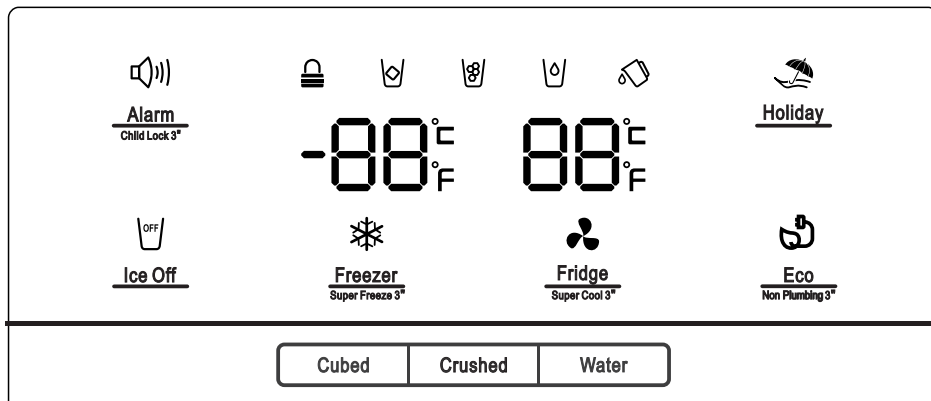 Alarm
Child Lock 3"
-88 °C °F
88 °C °F
Holiday
OFF
Ice Off
Freezer
Super Freeze 3"
Fridge
Super Cool 3"
Eco
Non Plumbing 3"
Cubed
Crushed
Water